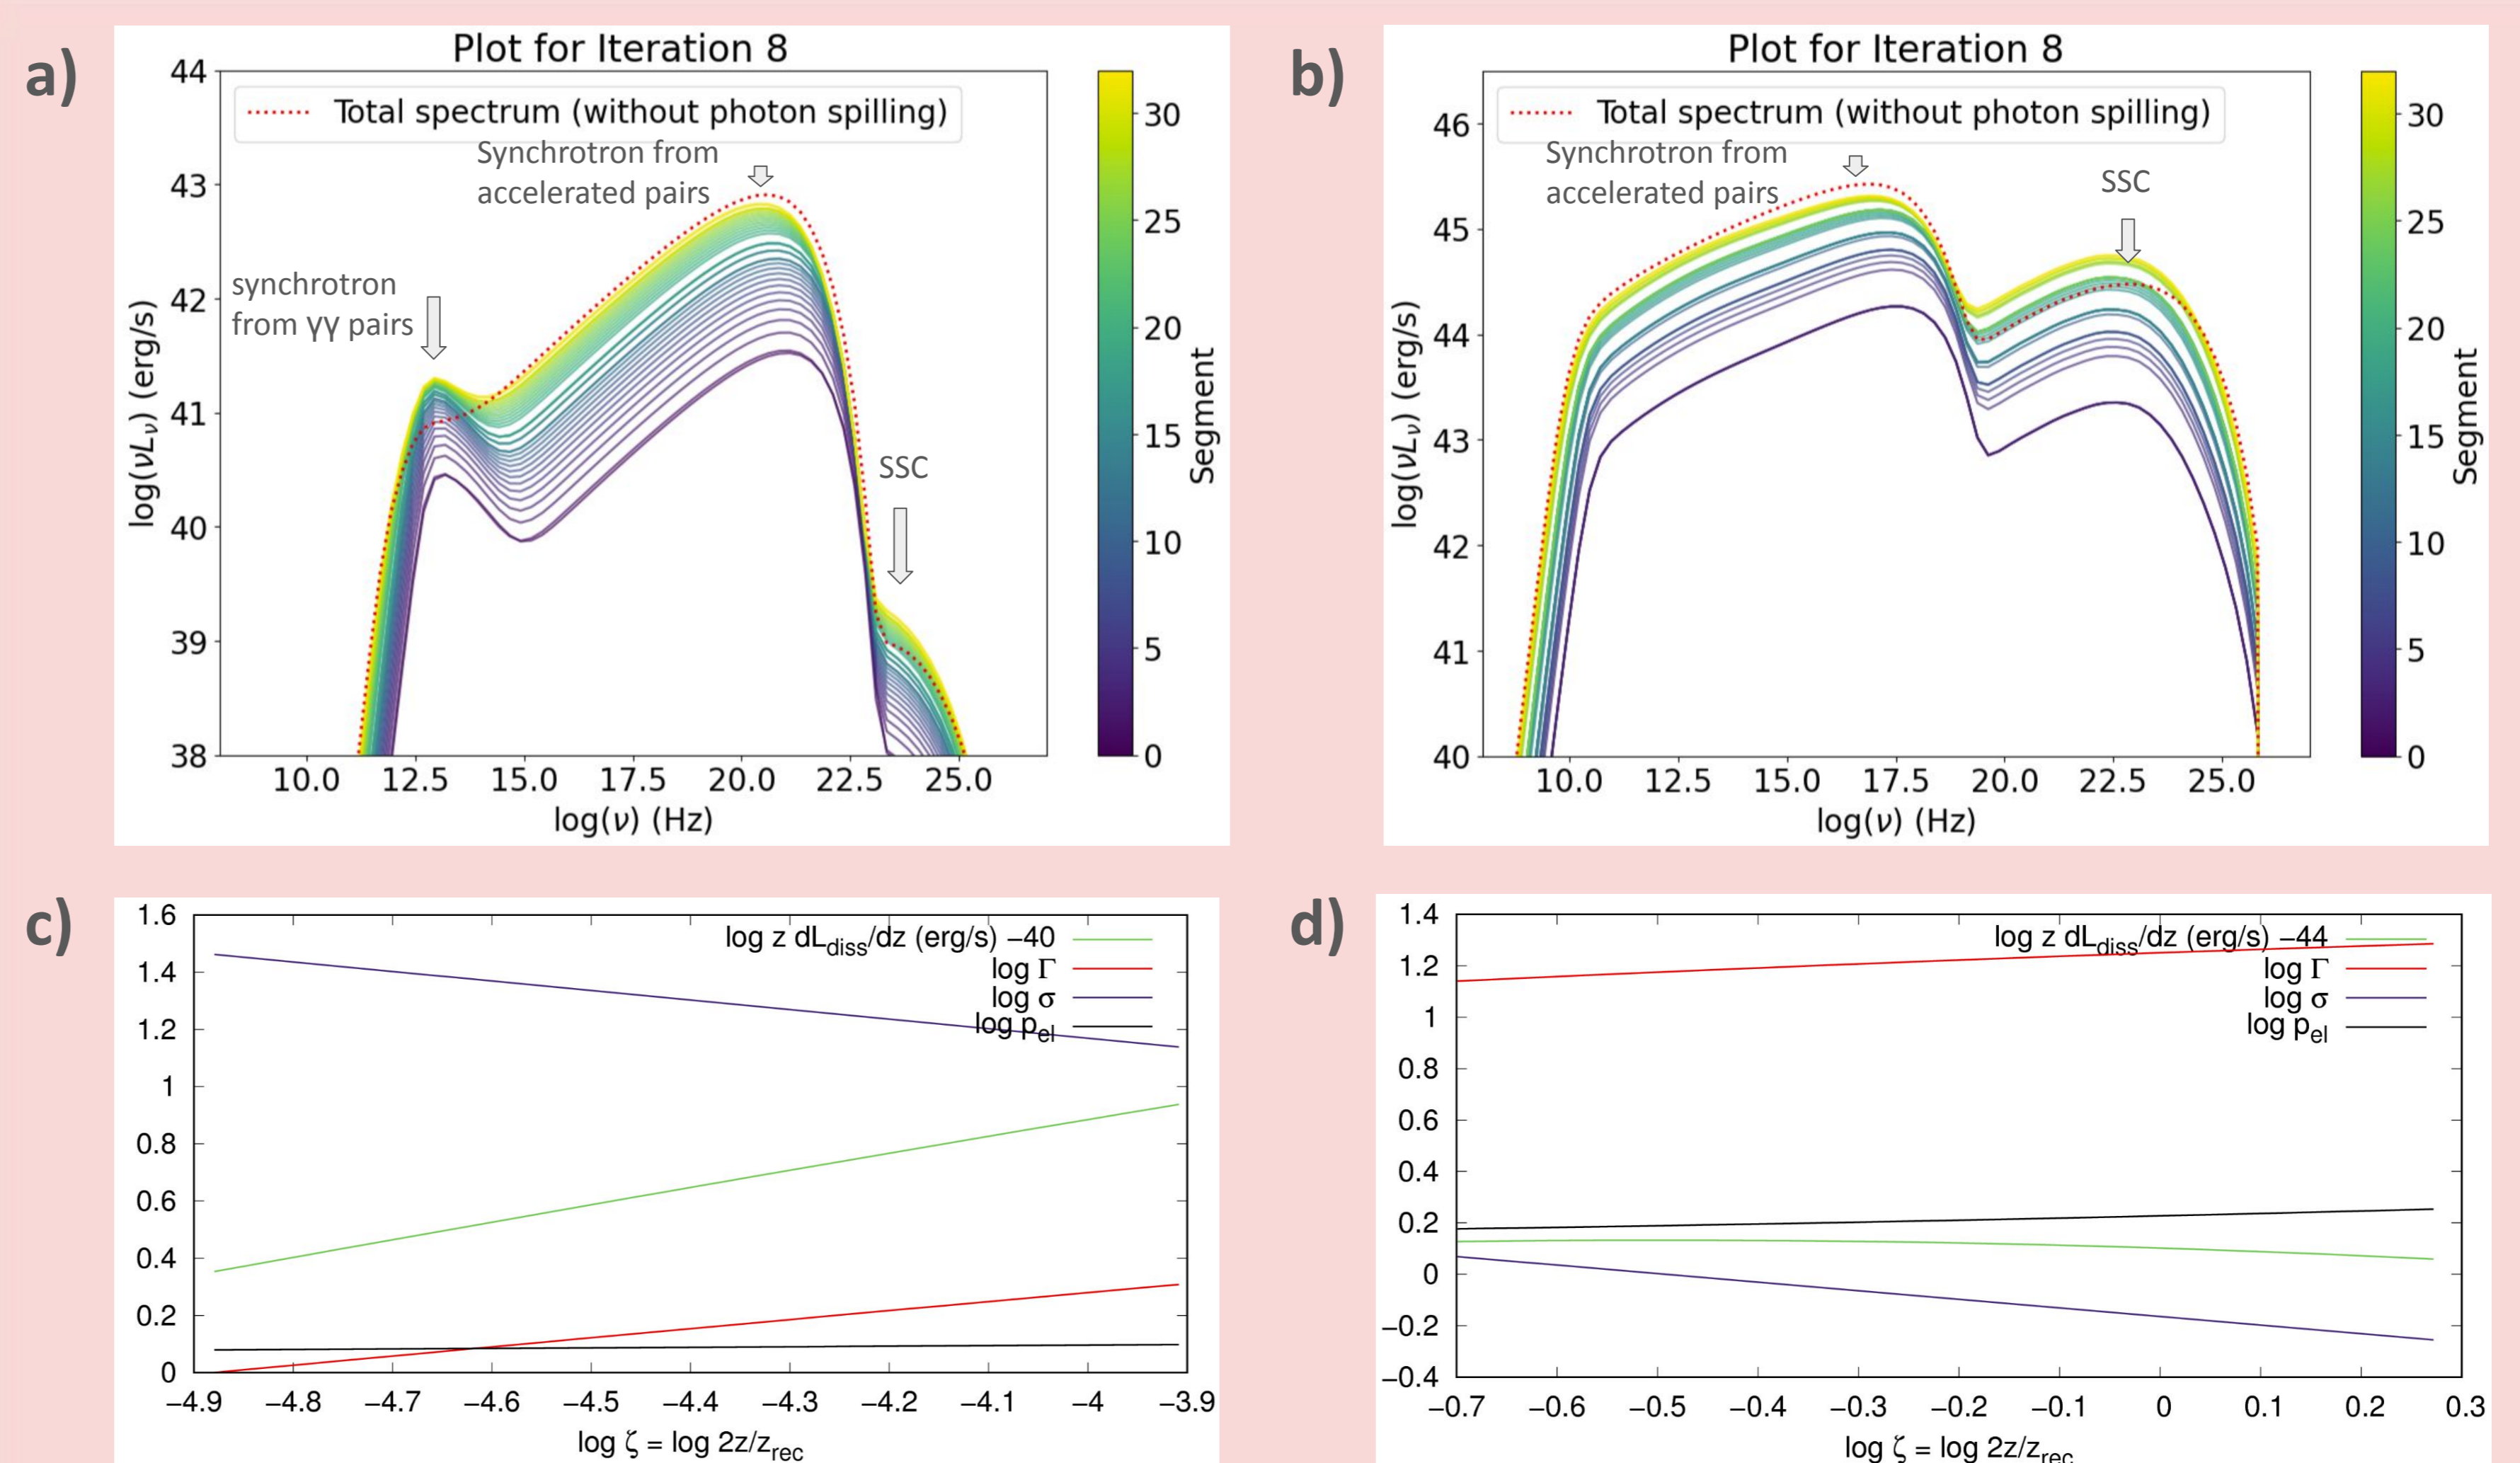 a)
Plot for Iteration 8
Total spectrum (without photon spilling)
Synchrotron from
accelerated pairs
synchrotron
from γγ pairs
SSC
log(νLν) (erg/s)
44
43
42
41
40
39
38
10.0 12.5 15.0 17.5 20.0 22.5 25.0
log(ν) (Hz)
30
25
20
15
10
5
0
Segment
b)
Plot for Iteration 8
Total spectrum (without photon spilling)
Synchrotron from
accelerated pairs
SSC
log(νLν) (erg/s)
46
45
44
43
42
41
40
10.0 12.5 15.0 17.5 20.0 22.5 25.0
log(ν) (Hz)
30
25
20
15
10
5
0
Segment
c)
log z dLdiss/dz (erg/s) −40
log Γ
log σ
log pel
1.6
1.4
1.2
1
0.8
0.6
0.4
0.2
0
−4.9 −4.8 −4.7 −4.6 −4.5 −4.4 −4.3 −4.2 −4.1 −4 −3.9
log ζ = log 2z/zrec
d)
log z dLdiss/dz (erg/s) −44
log Γ
log σ
log pel
1.4
1.2
1
0.8
0.6
0.4
0.2
0
−0.2
−0.4
−0.7 −0.6 −0.5 −0.4 −0.3 −0.2 −0.1 0 0.1 0.2 0.3
log ζ = log 2z/zrec